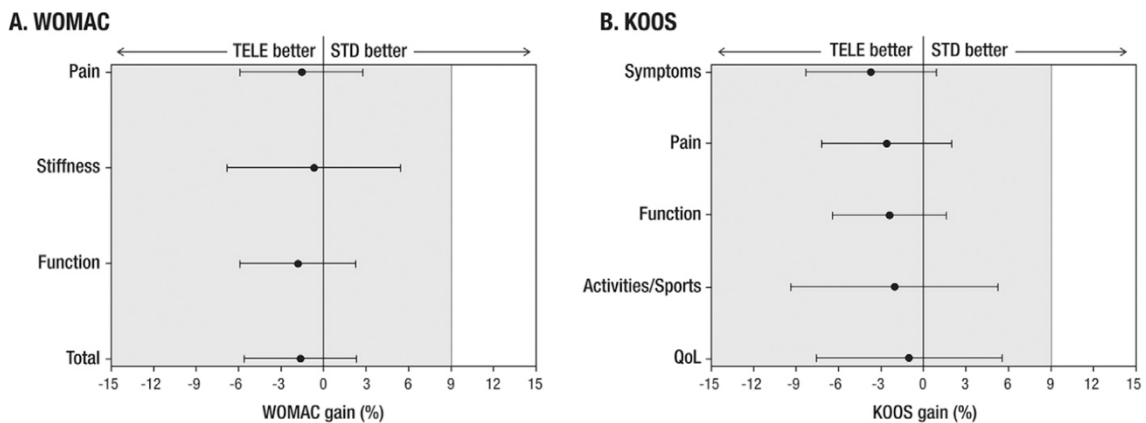 A. WOMAC
TELE better
STD better
Pain
Stiffness
Function
Total
-15 -12 -9 -6 -3 0 3 6 9 12 15
WOMAC gain (%)
B. KOOS
TELE better
STD better
Symptoms
Pain
Function
Activities/Sports
QoL
-15 -12 -9 -6 -3 0 3 6 9 12 15
KOOS gain (%)